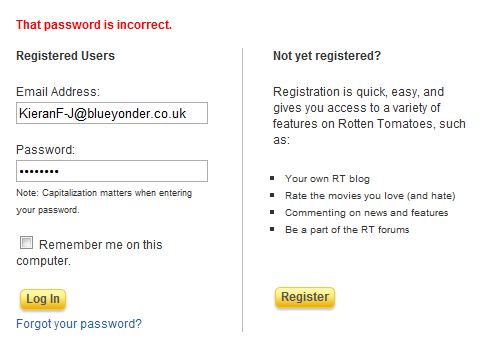 That password is incorrect.
Registered Users
Email Address:
KieranF-J@blueyonder.co.uk
Password:
••••••••
Note: Capitalization matters when entering
your password.
Remember me on this
computer.
Log In
Forgot your password?
Not yet registered?
Registration is quick, easy, and
gives you access to a variety of
features on Rotten Tomatoes, such
as:
Your own RT blog
Rate the movies you love (and hate)
Commenting on news and features
Be a part of the RT forums
Register